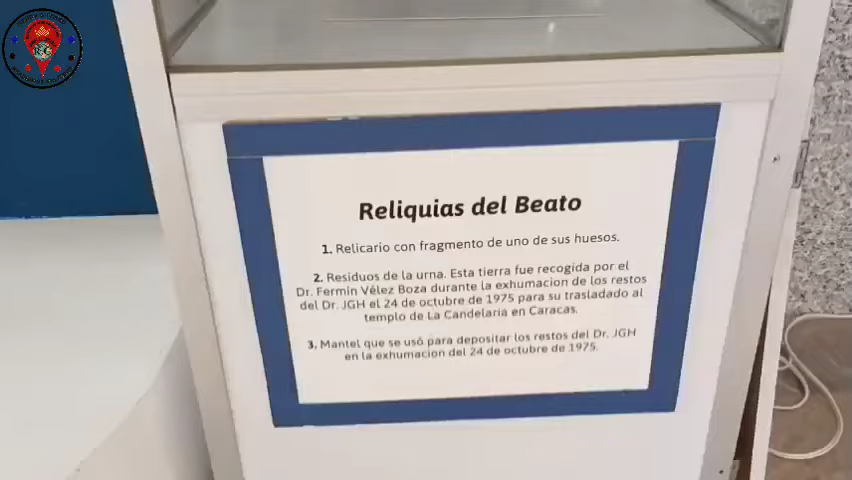 Reliquias del Beato
1. Relicario con fragmento de uno de sus huesos.
2. Residuos de la urna. Esta tierra fue recogida por el
Dr. Fermin Vélez Boza durante la exhumacion de los restos
del Dr. JGH el 24 de octubre de 1975 para su trasladado al
templo de La Candelaria en Caracas.
3. Mantel que se usó para depositar los restos del Dr. JGH
en la exhumacion del 24 de octubre de 1975.